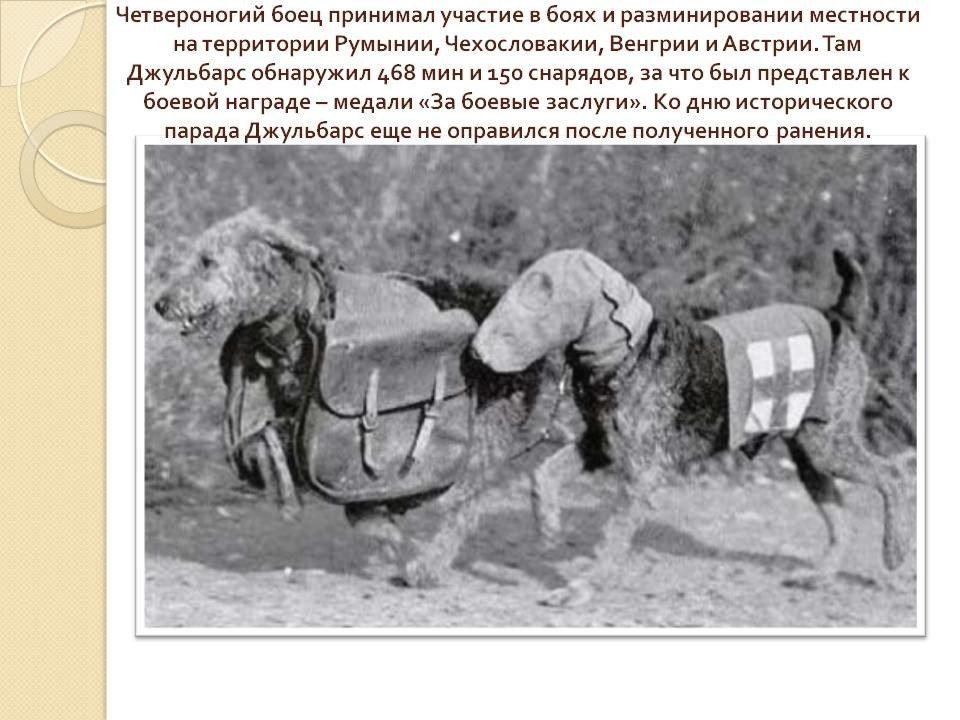 Четвероногий боец принимал участие в боях и разминировании местности
на территории Румынии, Чехословакии, Венгрии и Австрии. Там
Джульбарс обнаружил 468 мин и 150 снарядов, за что был представлен к
боевой награде – медали «За боевые заслуги». Ко дню исторического
парада Джульбарс еще не оправился после полученного ранения.